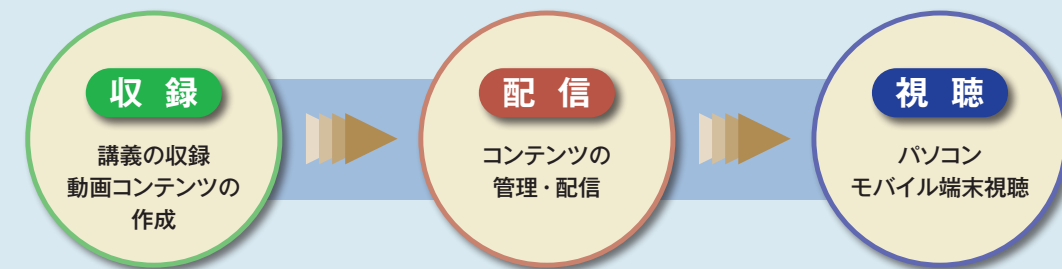 収 録
講義の収録
動画コンテンツの
作成
配 信
コンテンツの
管理・配信
視 聴
パソコン
モバイル端末視聴